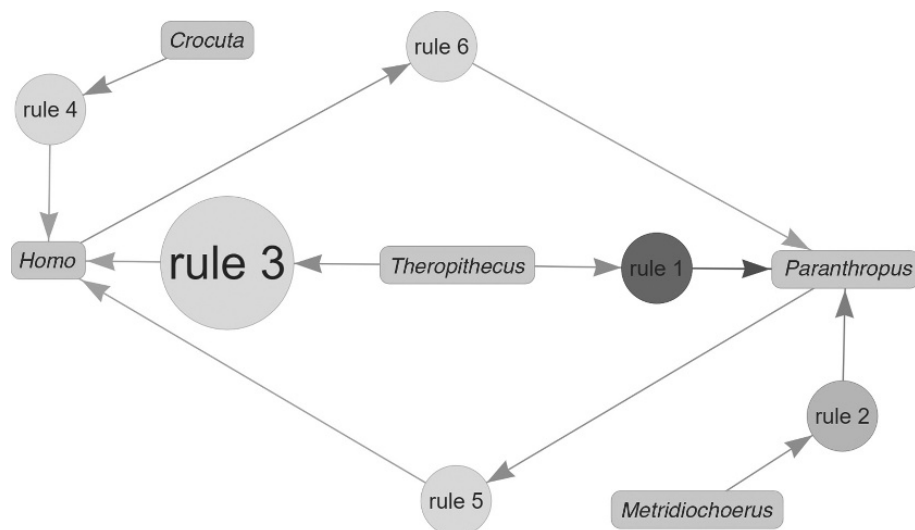 Crocuta
rule 6
rule 4
Homo
rule 3
Theropithecus
rule 1
Paranthropus
rule 2
rule 5
Metridiochoerus